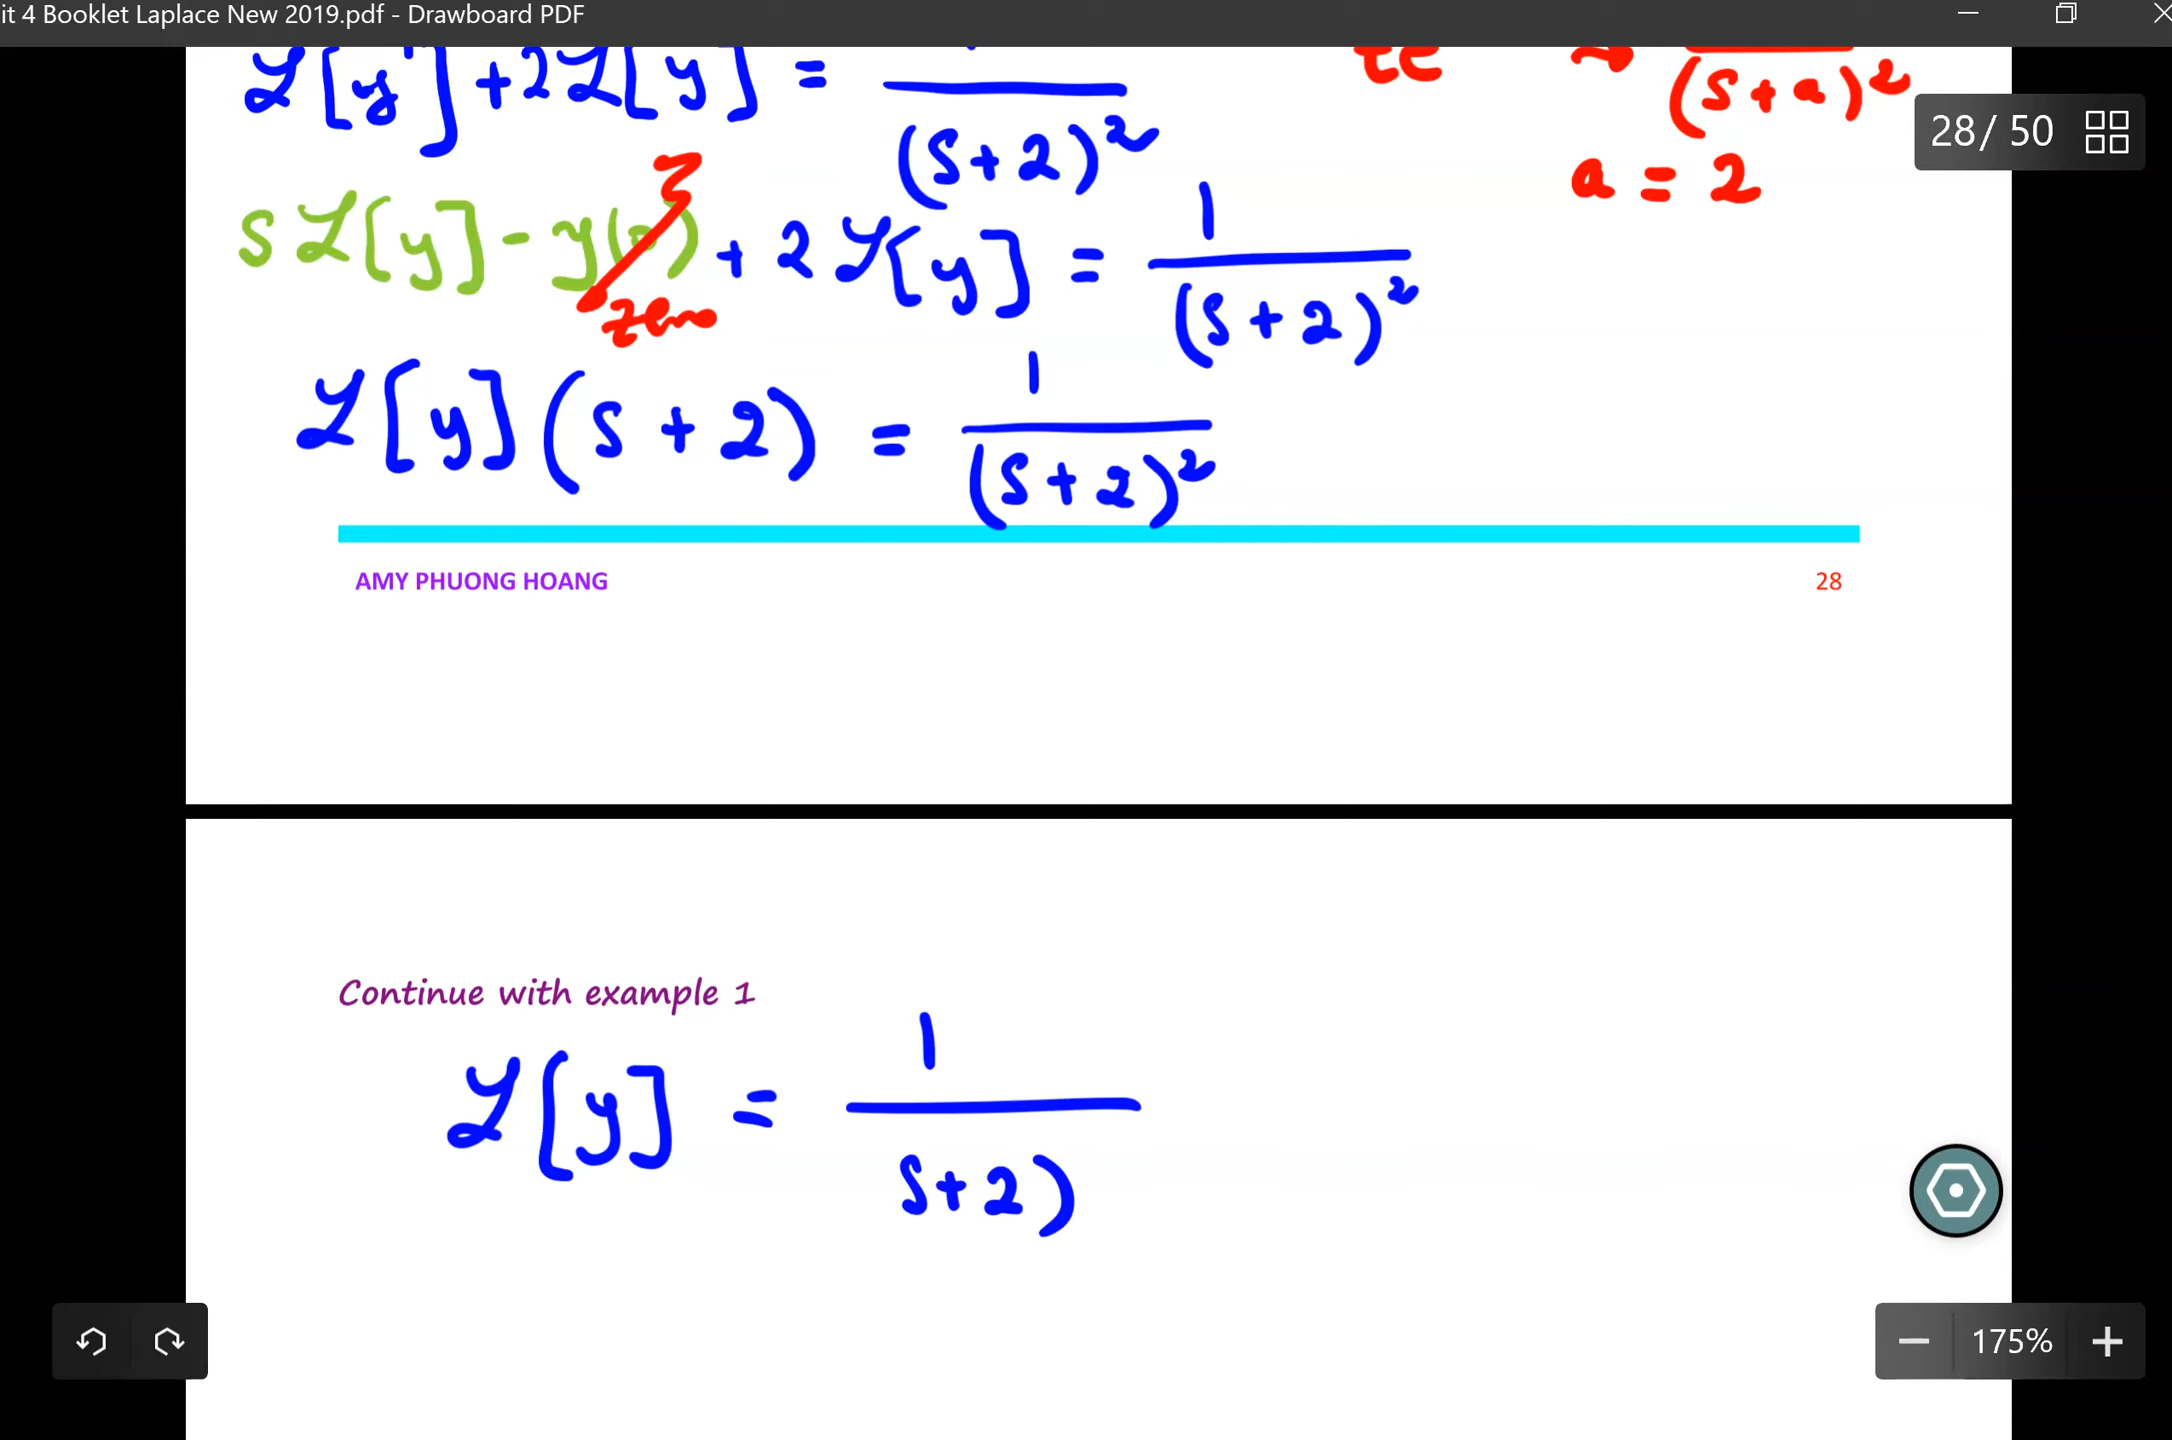 it 4 Booklet Laplace New 2019.pdf - Drawboard PDF
ℒ[y'] + 2ℒ[y] = ―/(s+2)²
te
(s+a)²
28/ 50
a = 2
sℒ[y] - y(0) + 2ℒ[y] = 1/(s+2)²
zero
ℒ[y](s+2) = 1/(s+2)²
AMY PHUONG HOANG
28
Continue with example 1
ℒ[y] = 1/s+2)
175%